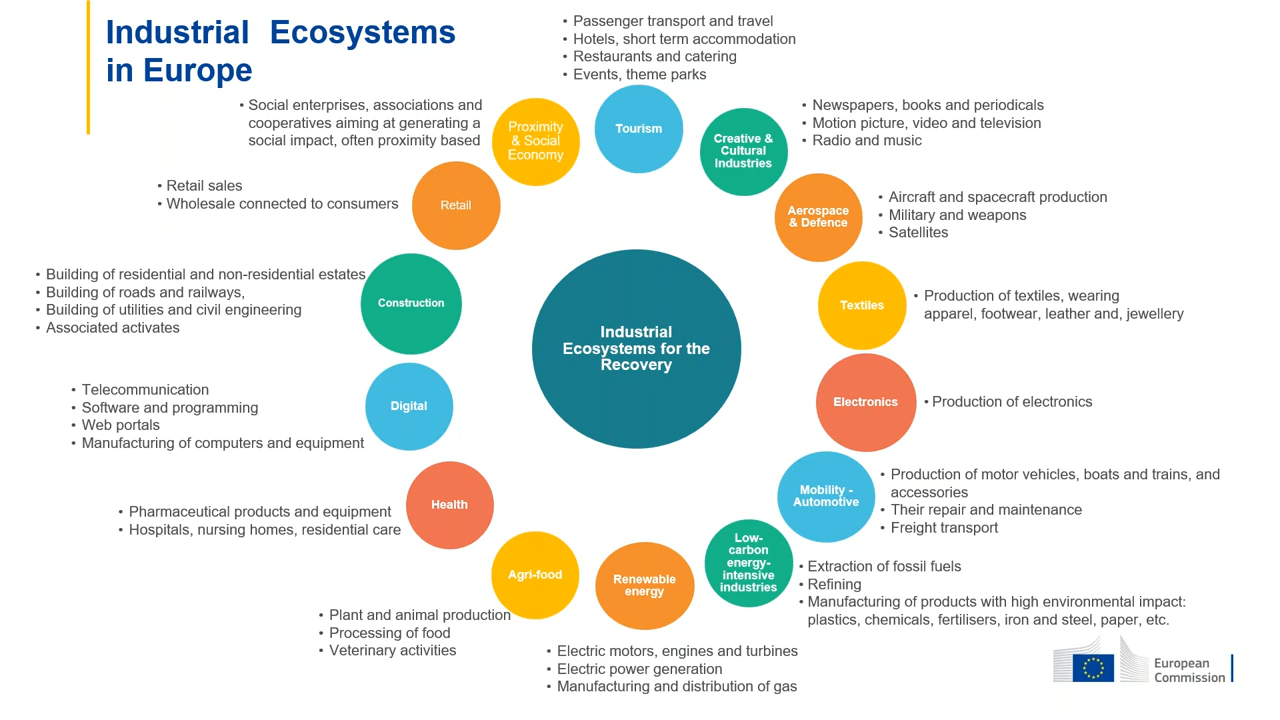 Industrial Ecosystems
in Europe
• Passenger transport and travel
• Hotels, short term accommodation
• Restaurants and catering
• Events, theme parks
Tourism
• Newspapers, books and periodicals
• Motion picture, video and television
• Radio and music
Creative &
Cultural
Industries
• Aircraft and spacecraft production
• Military and weapons
• Satellites
Aerospace
& Defence
• Production of textiles, wearing
apparel, footwear, leather and, jewellery
Textiles
• Production of electronics
Electronics
• Production of motor vehicles, boats and trains, and
accessories
• Their repair and maintenance
• Freight transport
Mobility -
Automotive
• Extraction of fossil fuels
• Refining
• Manufacturing of products with high environmental impact:
plastics, chemicals, fertilisers, iron and steel, paper, etc.
Low-
carbon
energy-
intensive
industries
Renewable
energy
• Electric motors, engines and turbines
• Electric power generation
• Manufacturing and distribution of gas
Agri-food
• Plant and animal production
• Processing of food
• Veterinary activities
Health
• Pharmaceutical products and equipment
• Hospitals, nursing homes, residential care
Digital
• Telecommunication
• Software and programming
• Web portals
• Manufacturing of computers and equipment
Construction
• Building of residential and non-residential estates
• Building of roads and railways,
• Building of utilities and civil engineering
• Associated activates
Retail
• Retail sales
• Wholesale connected to consumers
Proximity
& Social
Economy
• Social enterprises, associations and
cooperatives aiming at generating a
social impact, often proximity based
Industrial
Ecosystems for the
Recovery
European
Commission